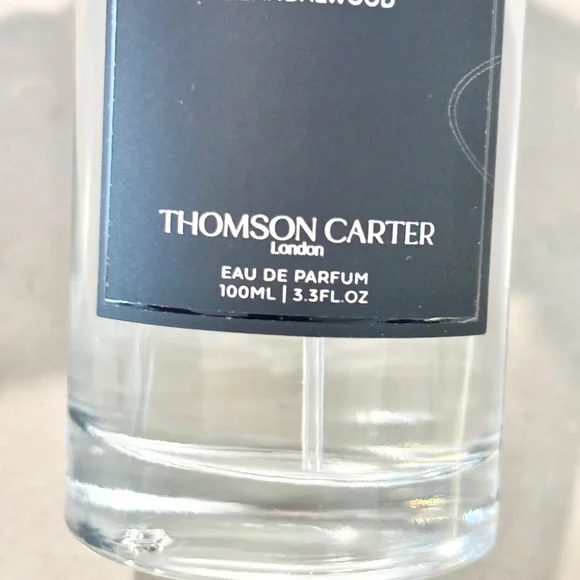 THOMSON CARTER
London
EAU DE PARFUM
100ML | 3.3FL.OZ